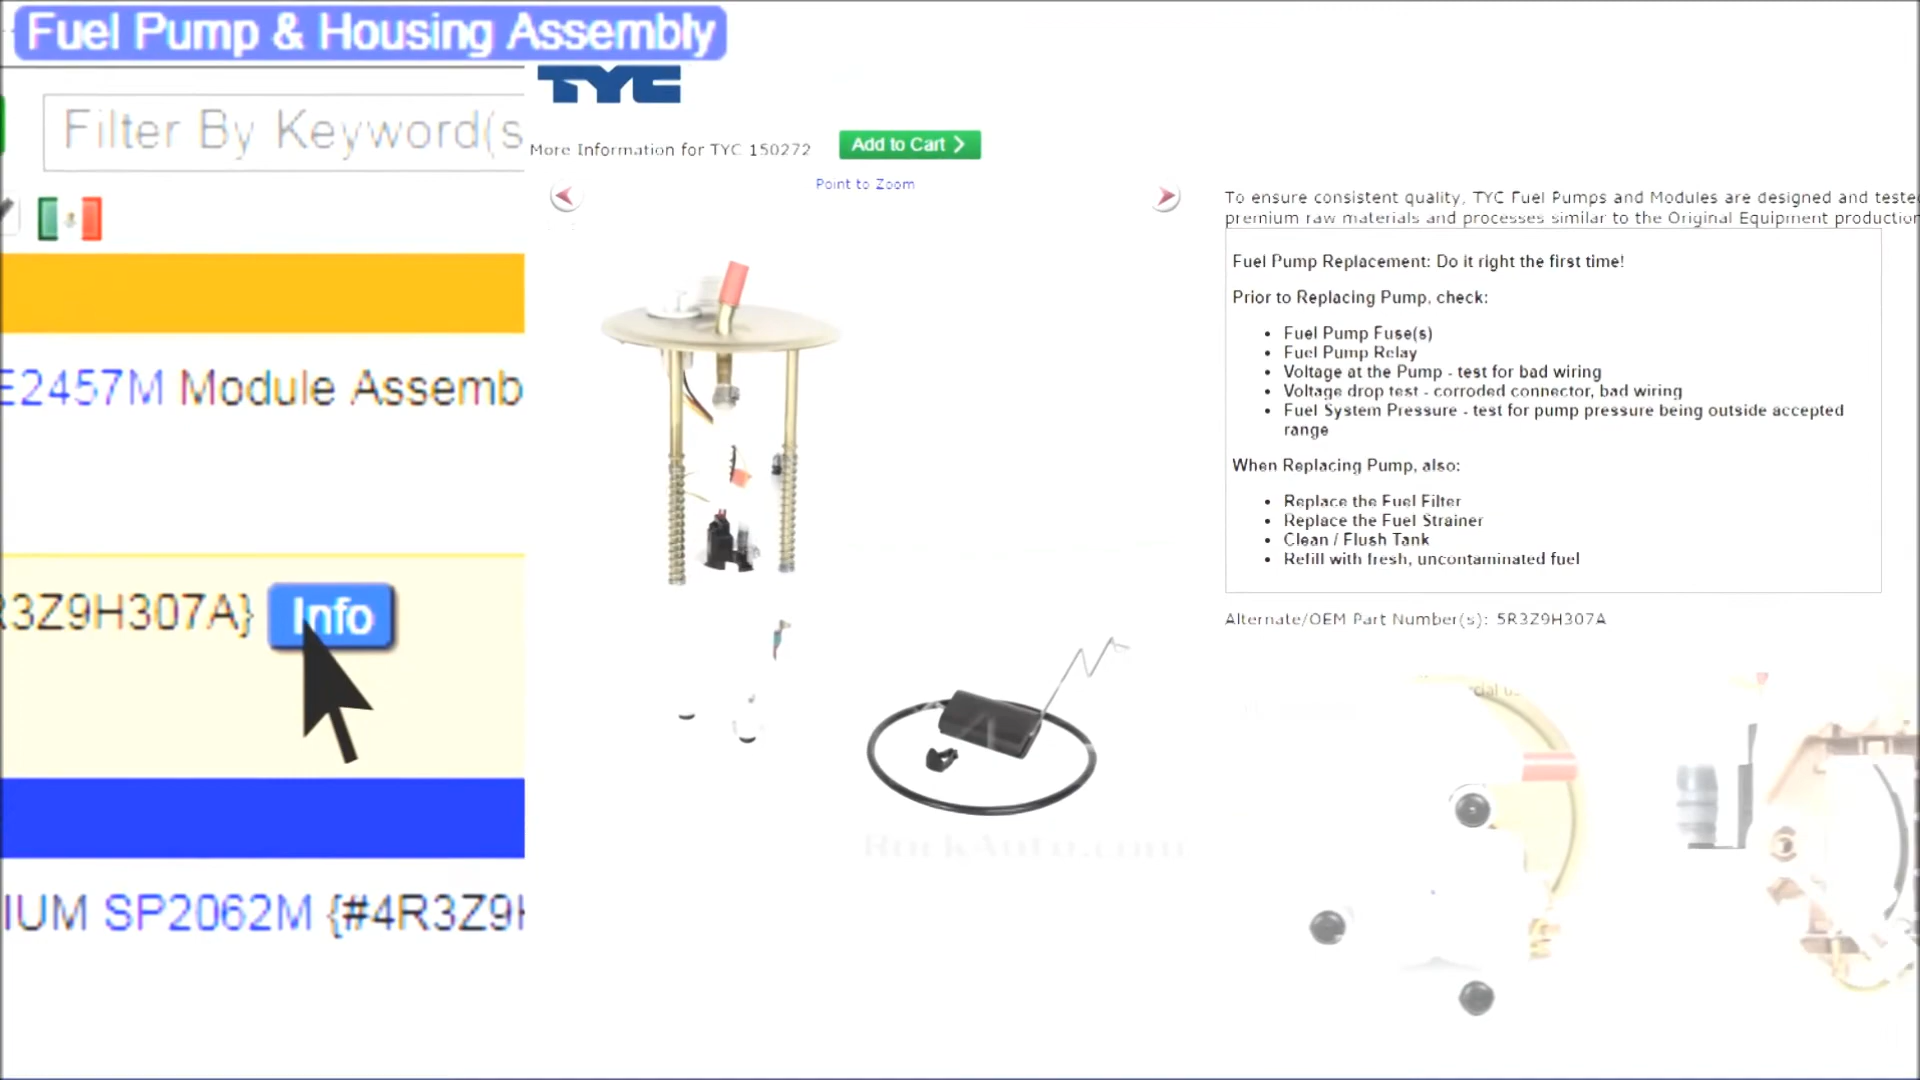 Fuel Pump & Housing Assembly
Filter By Keyword(s
E2457M Module Assemb
R3Z9H307A} Info
IUM SP2062M {#4R3Z9H
TYC
More Information for TYC 150272
Add to Cart
Point to Zoom
To ensure consistent quality, TYC Fuel Pumps and Modules are designed and teste
premium raw materials and processes similar to the Original Equipment production
Fuel Pump Replacement: Do it right the first time!
Prior to Replacing Pump, check:
• Fuel Pump Fuse(s)
• Fuel Pump Relay
• Voltage at the Pump - test for bad wiring
• Voltage drop test - corroded connector, bad wiring
• Fuel System Pressure - test for pump pressure being outside accepted
range
When Replacing Pump, also:
• Replace the Fuel Filter
• Replace the Fuel Strainer
• Clean / Flush Tank
• Refill with fresh, uncontaminated fuel
Alternate/OEM Part Number(s): 5R3Z9H307A
RockAuto.com